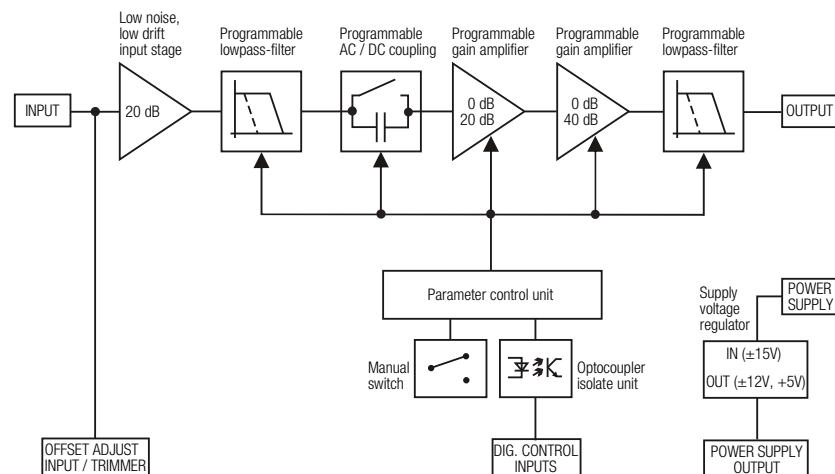 Low noise,
low drift
input stage
Programmable
lowpass-filter
Programmable
AC / DC coupling
Programmable
gain amplifier
Programmable
gain amplifier
Programmable
lowpass-filter
INPUT
20 dB
0 dB
20 dB
0 dB
40 dB
OUTPUT
Parameter control unit
Manual
switch
Optocoupler
isolate unit
Supply
voltage
regulator
POWER
SUPPLY
IN (±15V)
OUT (±12V, +5V)
OFFSET ADJUST
INPUT / TRIMMER
DIG. CONTROL
INPUTS
POWER SUPPLY
OUTPUT